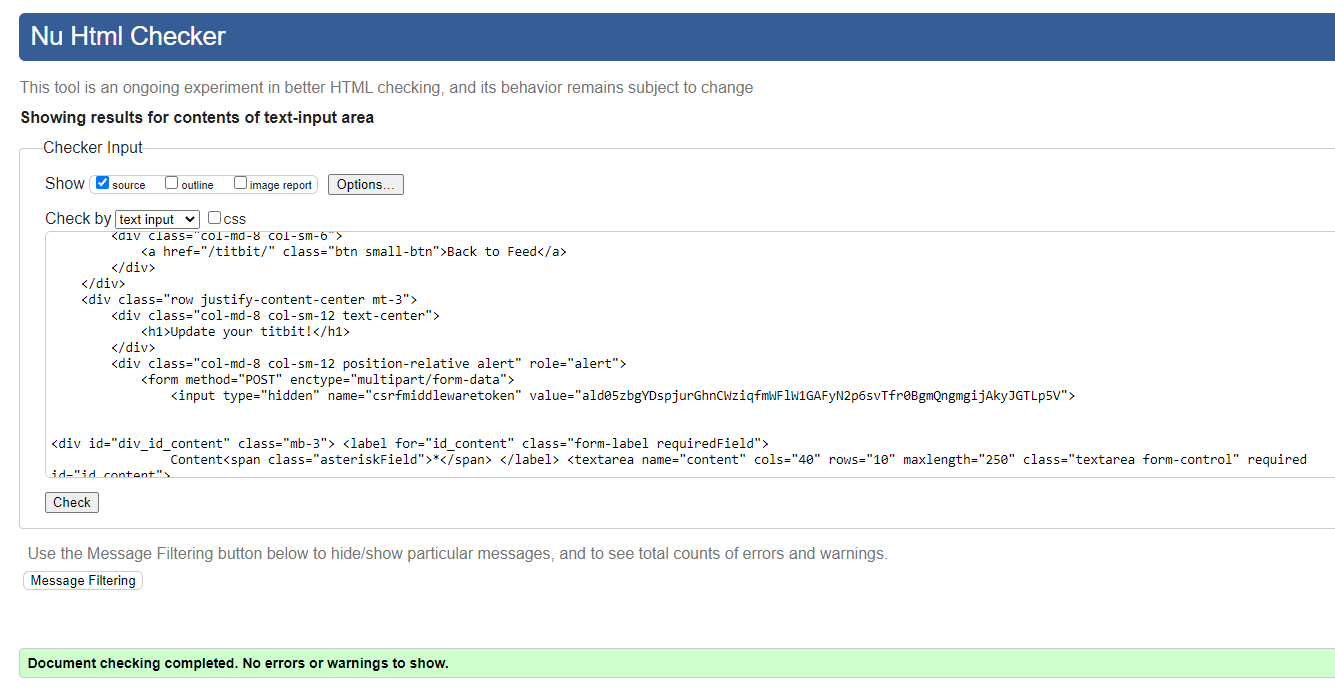 Nu Html Checker
This tool is an ongoing experiment in better HTML checking, and its behavior remains subject to change
Showing results for contents of text-input area
Checker Input
Show source outline image report Options...
Check by text input css
<div class="col-md-8 col-sm-6">
<a href="/titbit/" class="btn small-btn">Back to Feed</a>
</div>
</div>
<div class="row justify-content-center mt-3">
<div class="col-md-8 col-sm-12 text-center">
<h1>Update your titbit!</h1>
</div>
<div class="col-md-8 col-sm-12 position-relative alert" role="alert">
<form method="POST" enctype="multipart/form-data">
<input type="hidden" name="csrfmiddlewaretoken" value="ald05zbgYDspjurGhnCWziqfmWFlW1GAFyN2p6svTfr0BgmQngmgijAkyJGTLp5V">
<div id="div_id_content" class="mb-3"> <label for="id_content" class="form-label requiredField">
Content<span class="asteriskField">*</span> </label> <textarea name="content" cols="40" rows="10" maxlength="250" class="textarea form-control" required
id="id_content">
Check
Use the Message Filtering button below to hide/show particular messages, and to see total counts of errors and warnings.
Message Filtering
Document checking completed. No errors or warnings to show.